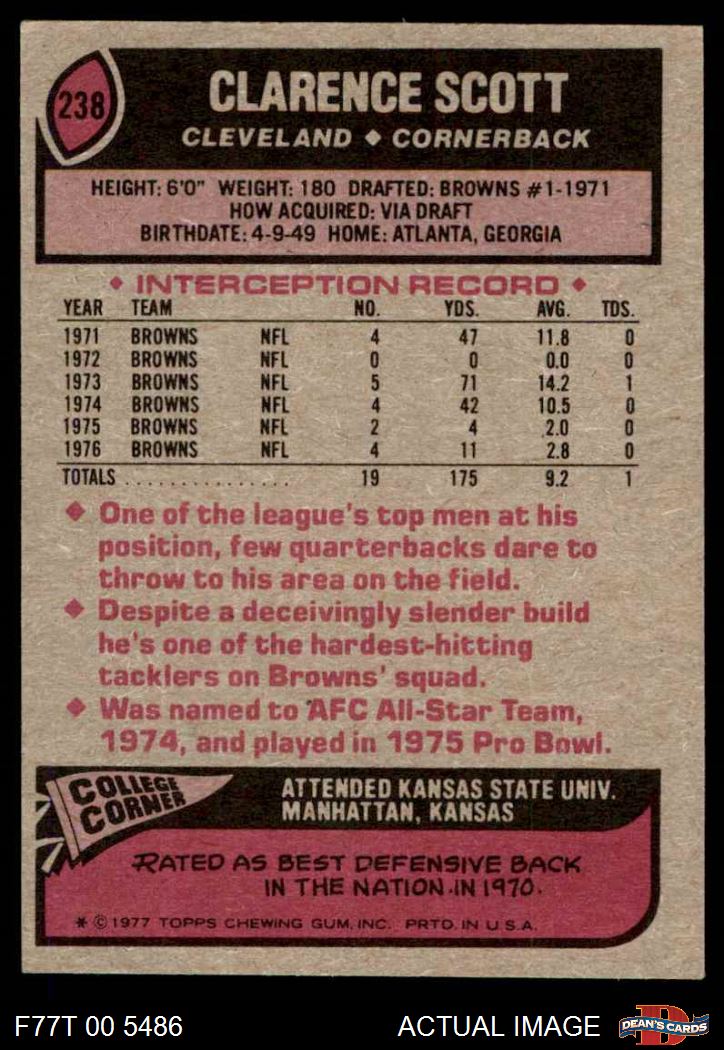 238
CLARENCE SCOTT
CLEVELAND ◆ CORNERBACK
HEIGHT: 6'0" WEIGHT: 180 DRAFTED: BROWNS #1-1971
HOW ACQUIRED: VIA DRAFT
BIRTHDATE: 4-9-49 HOME: ATLANTA, GEORGIA
◆ INTERCEPTION RECORD ◆
YEAR TEAM NO. YDS. AVG. TDS.
1971 BROWNS NFL 4 47 11.8 0
1972 BROWNS NFL 0 0 0.0 0
1973 BROWNS NFL 5 71 14.2 1
1974 BROWNS NFL 4 42 10.5 0
1975 BROWNS NFL 2 4 2.0 0
1976 BROWNS NFL 4 11 2.8 0
TOTALS ............... 19 175 9.2 1
◆ One of the league's top men at his
position, few quarterbacks dare to
throw to his area on the field.
◆ Despite a deceivingly slender build
he's one of the hardest-hitting
tacklers on Browns' squad.
◆ Was named to AFC All-Star Team,
1974, and played in 1975 Pro Bowl.
COLLEGE
CORNER
ATTENDED KANSAS STATE UNIV.
MANHATTAN, KANSAS
RATED AS BEST DEFENSIVE BACK
IN THE NATION IN 1970.
* © 1977 TOPPS CHEWING GUM, INC. PRTD. IN U.S.A.
F77T 00 5486
ACTUAL IMAGE
D
DEAN'S CARDS